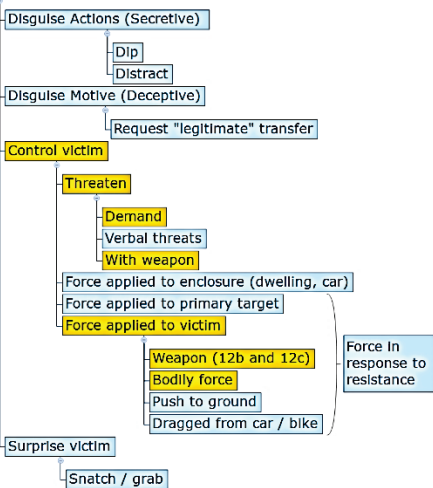 Disguise Actions (Secretive)
Dip
Distract
Disguise Motive (Deceptive)
Request "legitimate" transfer
Control victim
Threaten
Demand
Verbal threats
With weapon
Force applied to enclosure (dwelling, car)
Force applied to primary target
Force applied to victim
Weapon (12b and 12c)
Bodily force
Push to ground
Dragged from car / bike
Force in
response to
resistance
Surprise victim
Snatch / grab